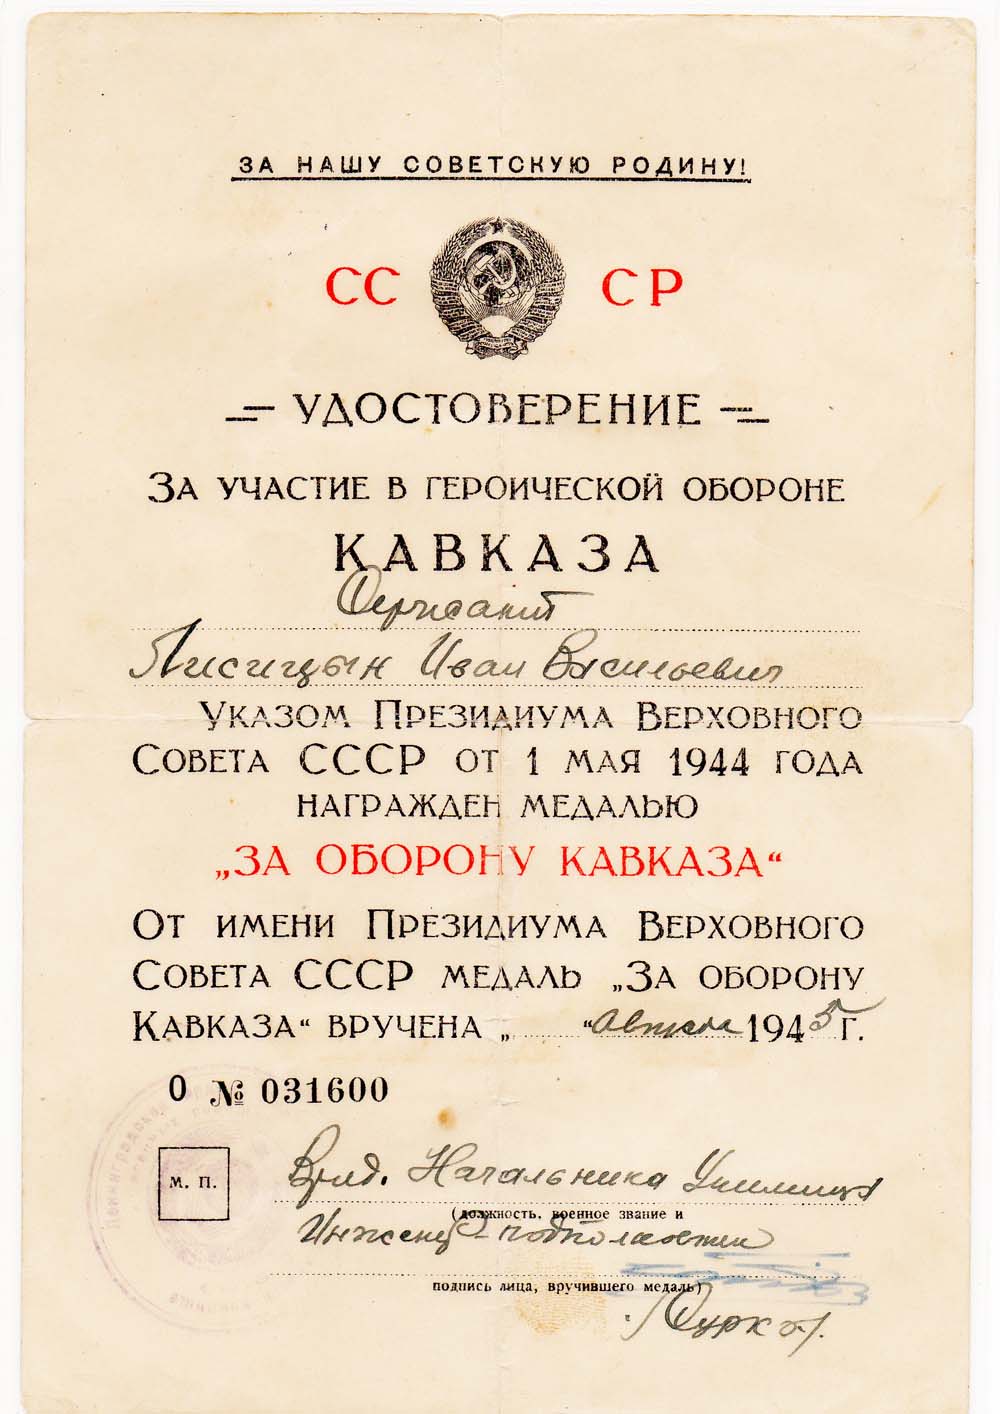 ЗА НАШУ СОВЕТСКУЮ РОДИНУ!
СС СР
УДОСТОВЕРЕНИЕ
ЗА УЧАСТИЕ В ГЕРОИЧЕСКОЙ ОБОРОНЕ
КАВКАЗА
Сержант
Лисицын Иван Васильевич
УКАЗОМ ПРЕЗИДИУМА ВЕРХОВНОГО
СОВЕТА СССР ОТ 1 МАЯ 1944 ГОДА
НАГРАЖДЕН МЕДАЛЬЮ
„ЗА ОБОРОНУ КАВКАЗА“
ОТ ИМЕНИ ПРЕЗИДИУМА ВЕРХОВНОГО
СОВЕТА СССР МЕДАЛЬ „ЗА ОБОРОНУ
КАВКАЗА“ ВРУЧЕНА „ “ августа 1945 Г.
О № 031600
М. П.
Врид. Начальника Училища
(должность, военное звание и
Инженер подполковник
подпись лица, вручившего медаль)